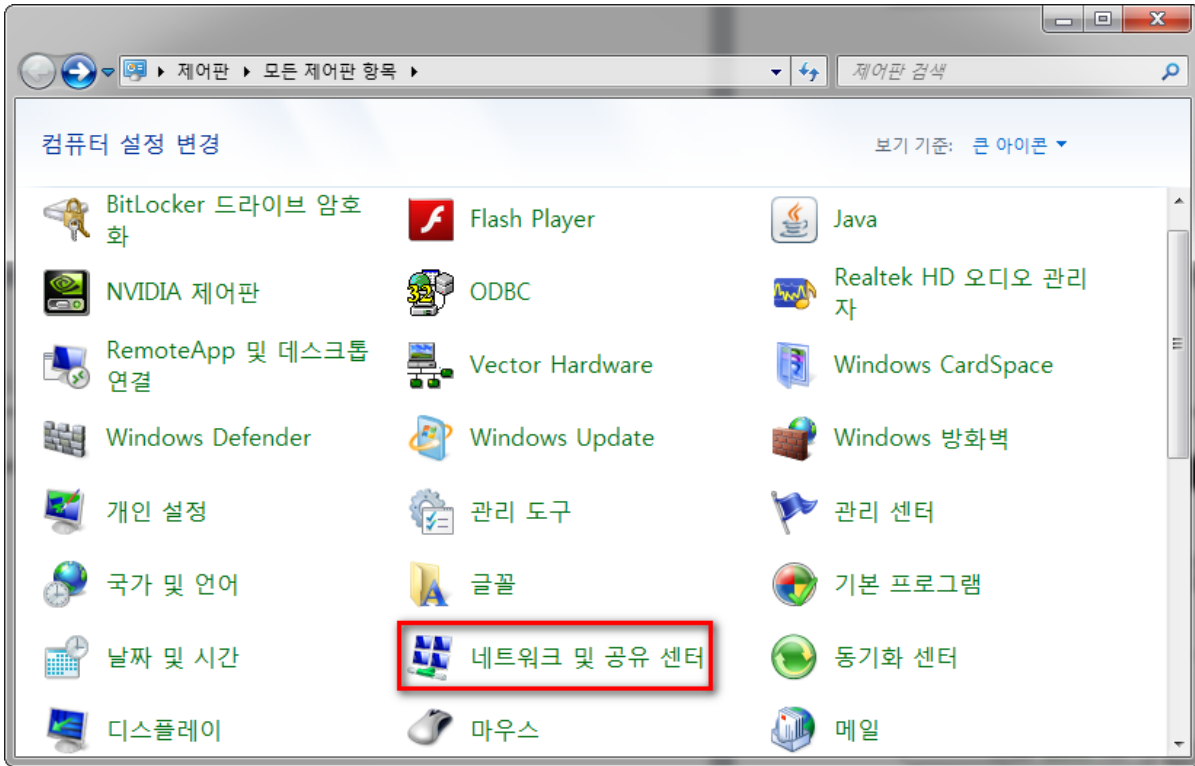 제어판 모든 제어판 항목
제어판 검색
컴퓨터 설정 변경
보기 기준: 큰 아이콘
BitLocker 드라이브 암호
화
Flash Player
Java
NVIDIA 제어판
32
ODBC
Realtek HD 오디오 관리
자
RemoteApp 및 데스크톱
연결
Vector Hardware
Windows CardSpace
Windows Defender
Windows Update
Windows 방화벽
개인 설정
관리 도구
관리 센터
국가 및 언어
A
글꼴
기본 프로그램
날짜 및 시간
네트워크 및 공유 센터
동기화 센터
디스플레이
마우스
메일